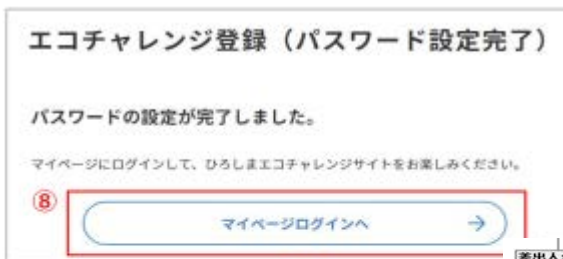 エコチャレンジ登録（パスワード設定完了）
パスワードの設定が完了しました。
マイページにログインして、ひろしまエコチャレンジサイトをお楽しみください。
⑧
マイページログインへ →
差出人